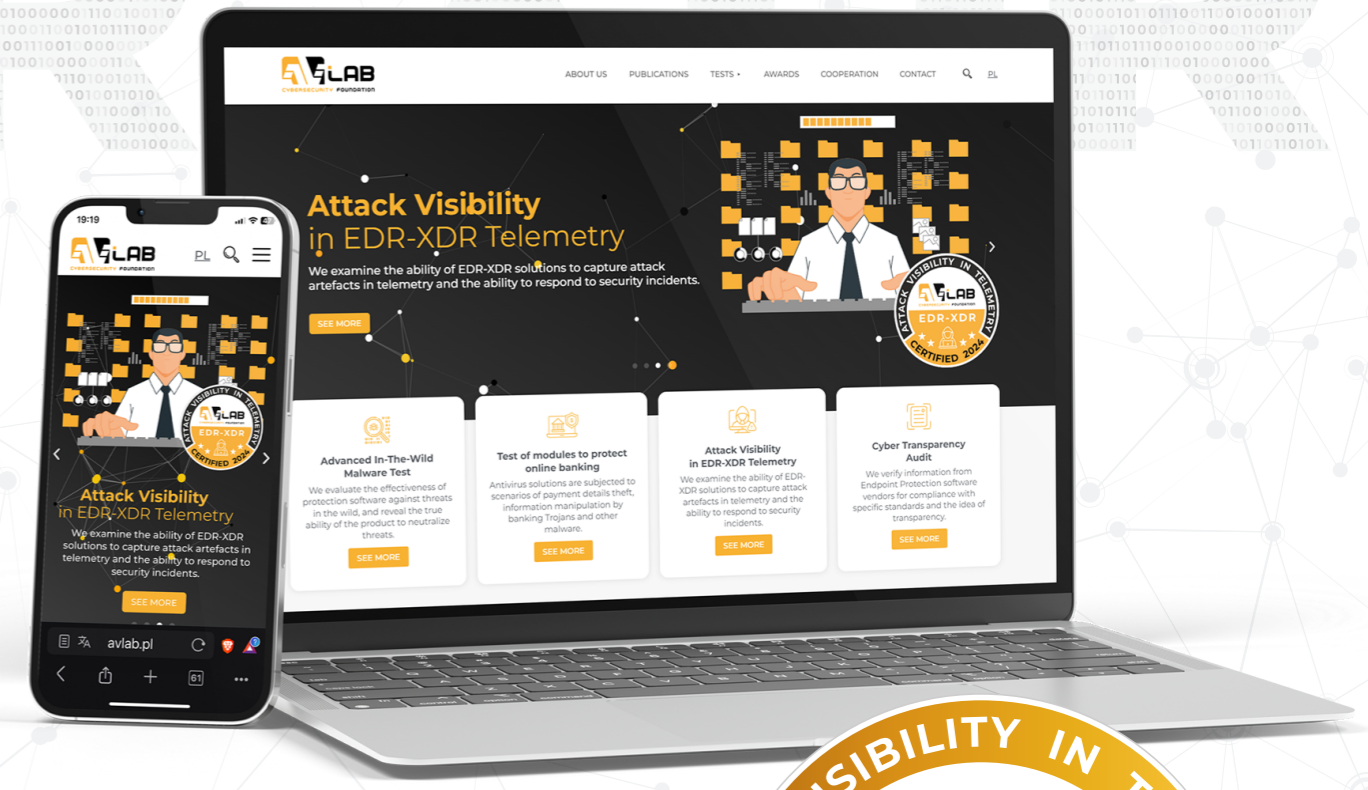 AVLAB
CYBERSECURITY FOUNDATION
ABOUT US
PUBLICATIONS
TESTS
AWARDS
COOPERATION
CONTACT
PL
Attack Visibility
in EDR-XDR Telemetry
We examine the ability of EDR-XDR solutions to capture attack
artefacts in telemetry and the ability to respond to security incidents.
SEE MORE
ATTACK VISIBILITY IN TELEMETRY
AVLAB
EDR-XDR
CERTIFIED 2024
Advanced In-The-Wild
Malware Test
We evaluate the effectiveness of
protection software against threats
in the wild, and reveal the true
ability of the product to neutralize
threats.
SEE MORE
Test of modules to protect
online banking
Antivirus solutions are subjected to
scenarios of payment details theft,
information manipulation by
banking Trojans and other
malware.
SEE MORE
Attack Visibility
in EDR-XDR Telemetry
We examine the ability of EDR-
XDR solutions to capture attack
artefacts in telemetry and the
ability to respond to security
incidents.
SEE MORE
Cyber Transparency
Audit
We verify information from
Endpoint Protection software
vendors for compliance with
specific standards and the idea of
transparency.
SEE MORE
19:19
AVLAB
CYBERSECURITY FOUNDATION
PL
ATTACK VISIBILITY IN TELEMETRY
AVLAB
EDR-XDR
CERTIFIED 2024
Attack Visibility
in EDR-XDR Telemetry
We examine the ability of EDR-XDR
solutions to capture attack artefacts in
telemetry and the ability to respond to
security incidents.
SEE MORE
avlab.pl
61
SIBILITY IN T